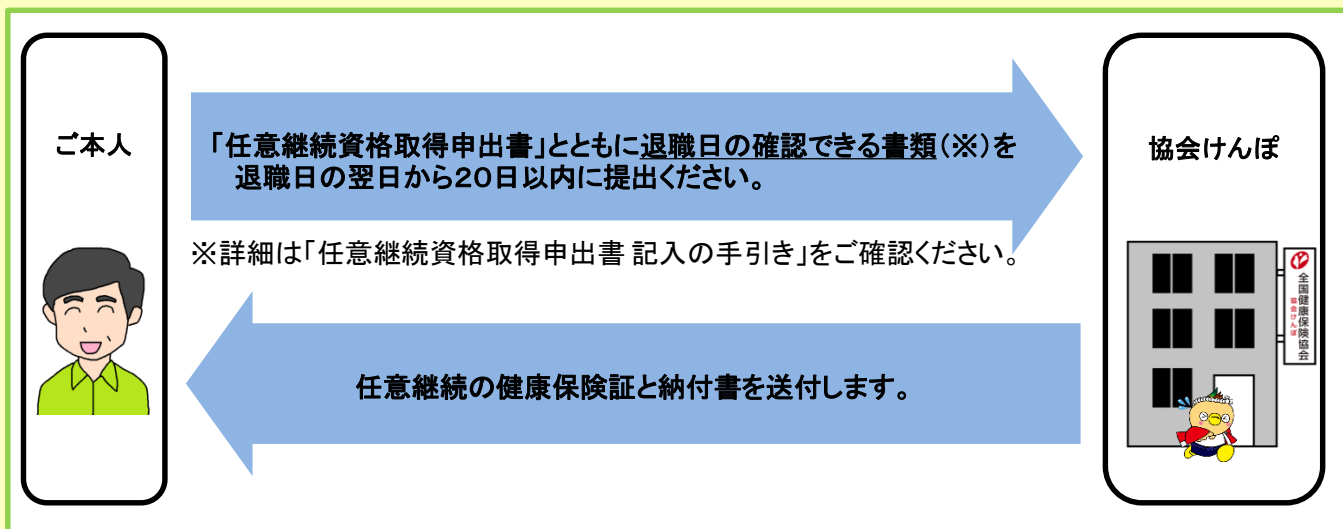 ご本人
「任意継続資格取得申出書」とともに退職日の確認できる書類(※)を
退職日の翌日から20日以内に提出ください。
※詳細は「任意継続資格取得申出書 記入の手引き」をご確認ください。
任意継続の健康保険証と納付書を送付します。
協会けんぽ
全国健康保険協会
協会けんぽ